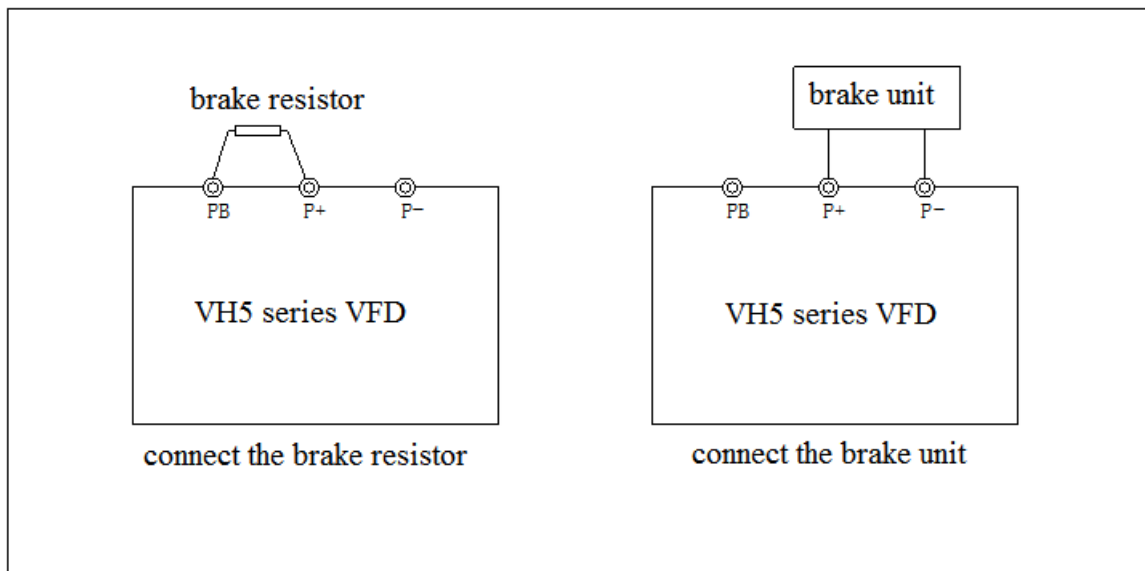 brake resistor
PB P+ P−
VH5 series VFD
connect the brake resistor
brake unit
PB P+ P−
VH5 series VFD
connect the brake unit